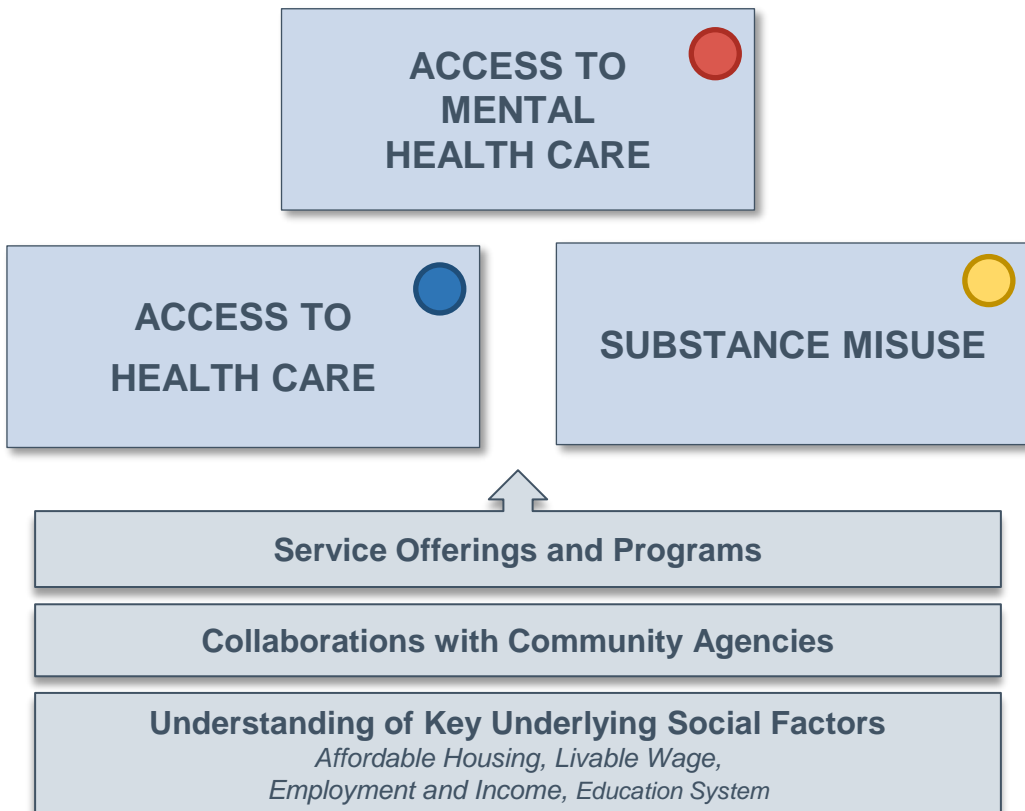 ACCESS TO
MENTAL
HEALTH CARE
ACCESS TO
HEALTH CARE
SUBSTANCE MISUSE
Service Offerings and Programs
Collaborations with Community Agencies
Understanding of Key Underlying Social Factors
Affordable Housing, Livable Wage,
Employment and Income, Education System